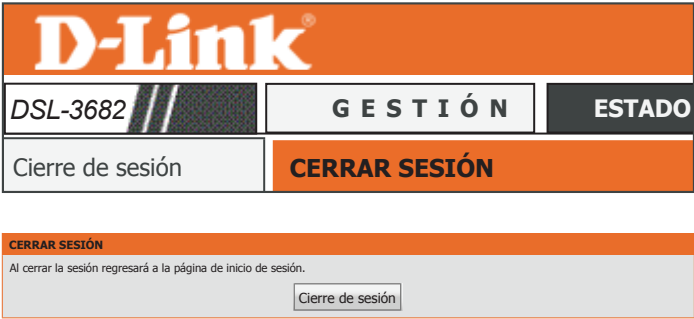 D-Link®
DSL-3682 GESTIÓN ESTADO
Cierre de sesión CERRAR SESIÓN
CERRAR SESIÓN
Al cerrar la sesión regresará a la página de inicio de sesión.
Cierre de sesión